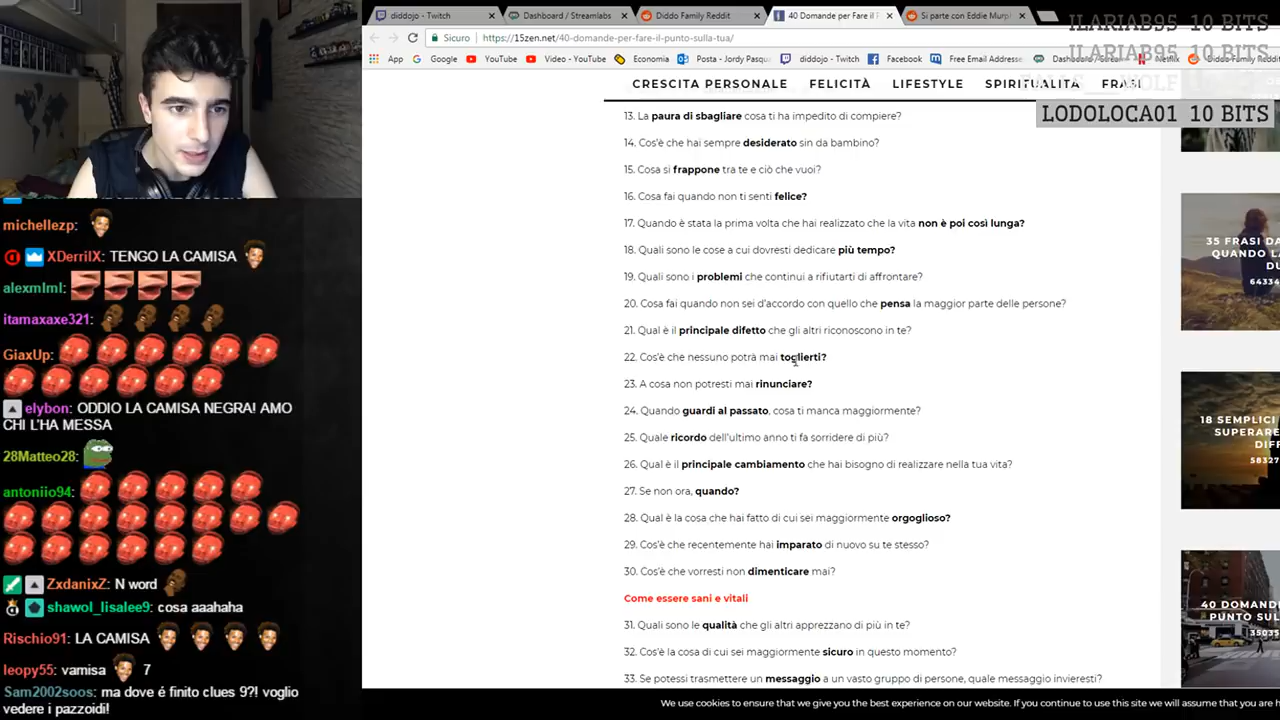 diddojo - Twitch
Dashboard / Streamlabs
Diddo Family Reddit
40 Domande per Fare il P
Si parte con Eddie Murp
Sicuro
https://15zen.net/40-domande-per-fare-il-punto-sulla-tua/
App
Google
YouTube
Video - YouTube
Economia
Posta - Jordy Pasqu
diddojo - Twitch
Facebook
Free Email Addresse
Netflix
Diddo Family Reddit
ILARIAB95 10 BITS
ILARIAB95 10 BITS
LODOLOCA01 10 BITS
CRESCITA PERSONALE
FELICITÀ
LIFESTYLE
SPIRITUALITÀ
FRASI
13. La paura di sbagliare cosa ti ha impedito di compiere?
14. Cos'è che hai sempre desiderato sin da bambino?
15. Cosa si frappone tra te e ciò che vuoi?
16. Cosa fai quando non ti senti felice?
17. Quando è stata la prima volta che hai realizzato che la vita non è poi così lunga?
18. Quali sono le cose a cui dovresti dedicare più tempo?
19. Quali sono i problemi che continui a rifiutarti di affrontare?
20. Cosa fai quando non sei d'accordo con quello che pensa la maggior parte delle persone?
21. Qual è il principale difetto che gli altri riconoscono in te?
22. Cos'è che nessuno potrà mai toglierti?
23. A cosa non potresti mai rinunciare?
24. Quando guardi al passato, cosa ti manca maggiormente?
25. Quale ricordo dell'ultimo anno ti fa sorridere di più?
26. Qual è il principale cambiamento che hai bisogno di realizzare nella tua vita?
27. Se non ora, quando?
28. Qual è la cosa che hai fatto di cui sei maggiormente orgoglioso?
29. Cos'è che recentemente hai imparato di nuovo su te stesso?
30. Cos'è che vorresti non dimenticare mai?
Come essere sani e vitali
31. Quali sono le qualità che gli altri apprezzano di più in te?
32. Cos'è la cosa di cui sei maggiormente sicuro in questo momento?
33. Se potessi trasmettere un messaggio a un vasto gruppo di persone, quale messaggio invieresti?
35 FRASI DA
QUANDO LA
DU
64334
18 SEMPLICI
SUPERARE
DIFF
58327
40 DOMAND
PUNTO SUL
35035
We use cookies to ensure that we give you the best experience on our website. If you continue to use this site we will assume that you are h
michellezp:
XDerrilX: TENGO LA CAMISA
alexmlml:
itamaxaxe321:
GiaxUp:
elybon: ODDIO LA CAMISA NEGRA! AMO
CHI L'HA MESSA
28Matteo28:
antoniio94:
ZxdanixZ: N word
shawol_lisalee9: cosa aaahaha
Rischio91: LA CAMISA
leopy55: vamisa 7
Sam2002soos: ma dove é finito clues 9?! voglio
vedere i pazzoidi!